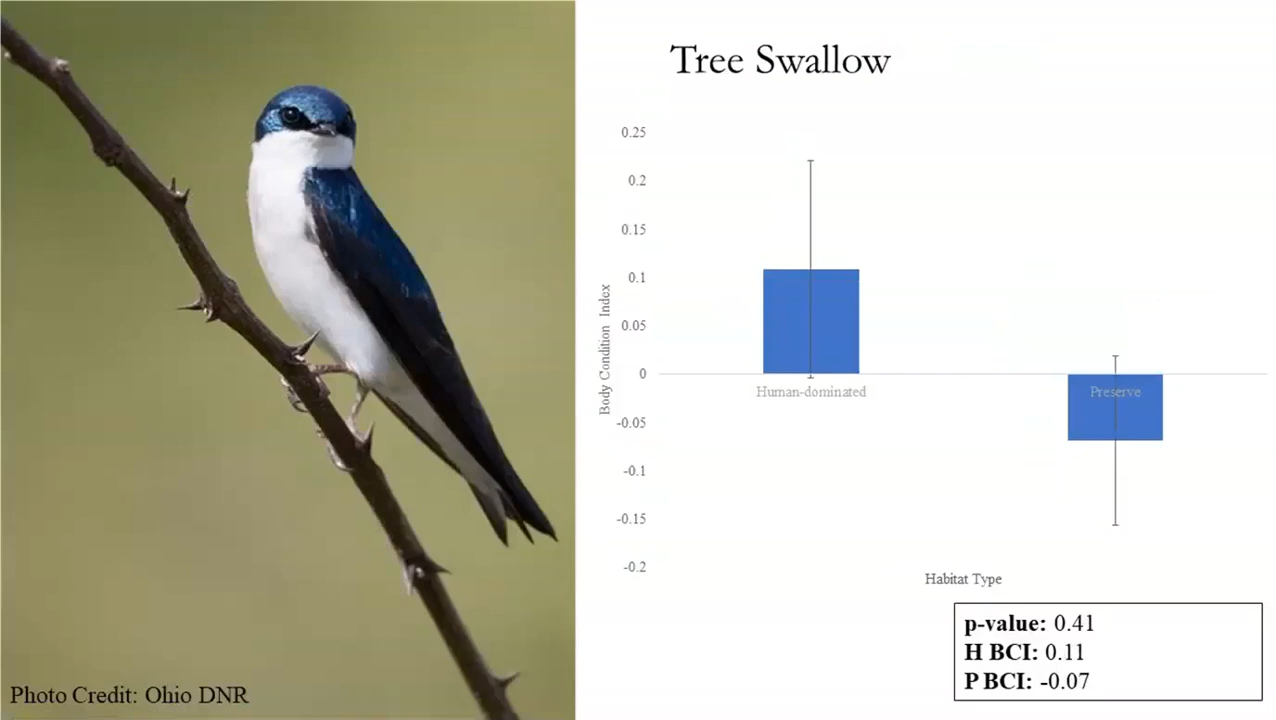 Tree Swallow
0.25
0.2
0.15
0.1
0.05
0
-0.05
-0.1
-0.15
-0.2
Body Condition Index
Human-dominated
Preserve
Habitat Type
p-value: 0.41
H BCI: 0.11
P BCI: -0.07
Photo Credit: Ohio DNR